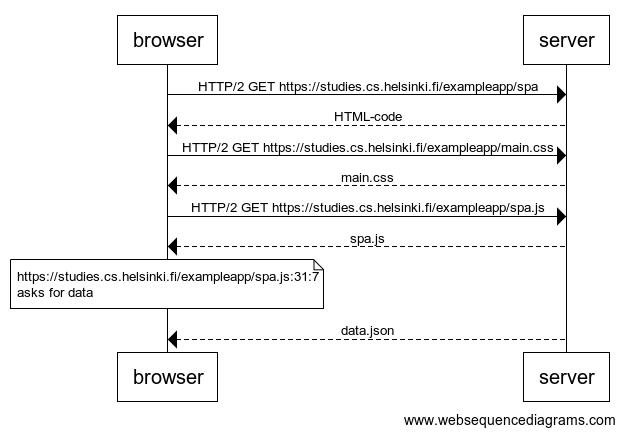 browser
server
HTTP/2 GET https://studies.cs.helsinki.fi/exampleapp/spa
HTML-code
HTTP/2 GET https://studies.cs.helsinki.fi/exampleapp/main.css
main.css
HTTP/2 GET https://studies.cs.helsinki.fi/exampleapp/spa.js
spa.js
https://studies.cs.helsinki.fi/exampleapp/spa.js:31:7
asks for data
data.json
browser
server
www.websequencediagrams.com